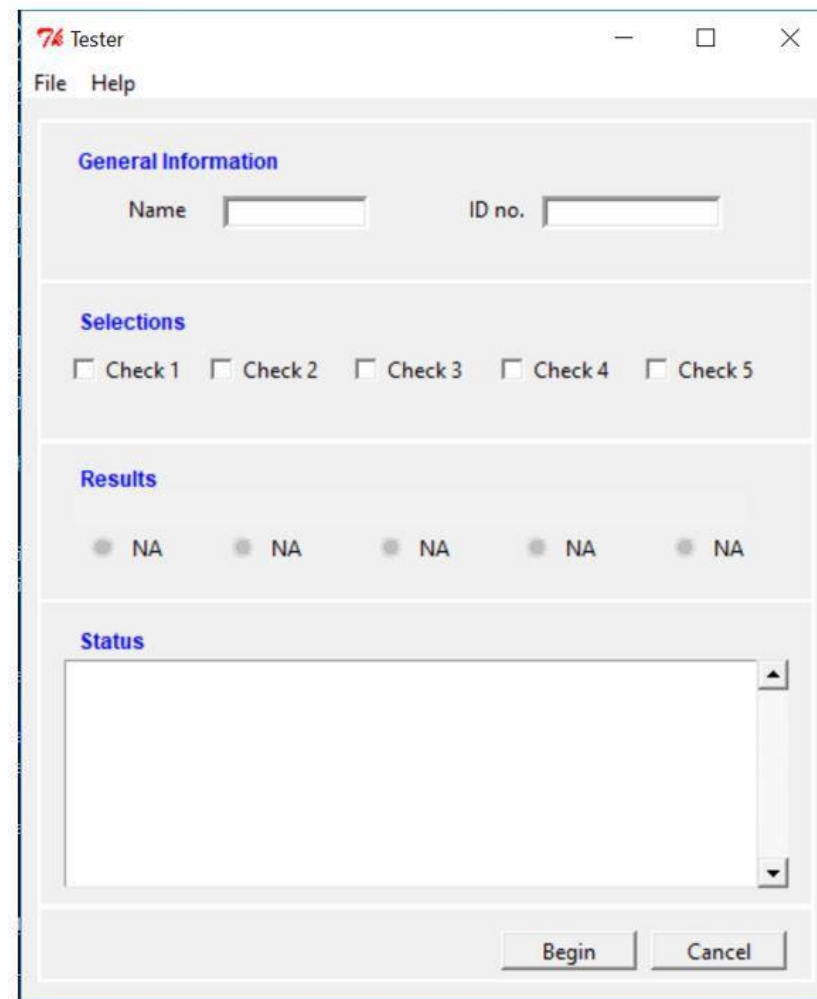 Tester
File Help
General Information
Name ID no.
Selections
Check 1 Check 2 Check 3 Check 4 Check 5
Results
NA NA NA NA NA
Status
Begin Cancel